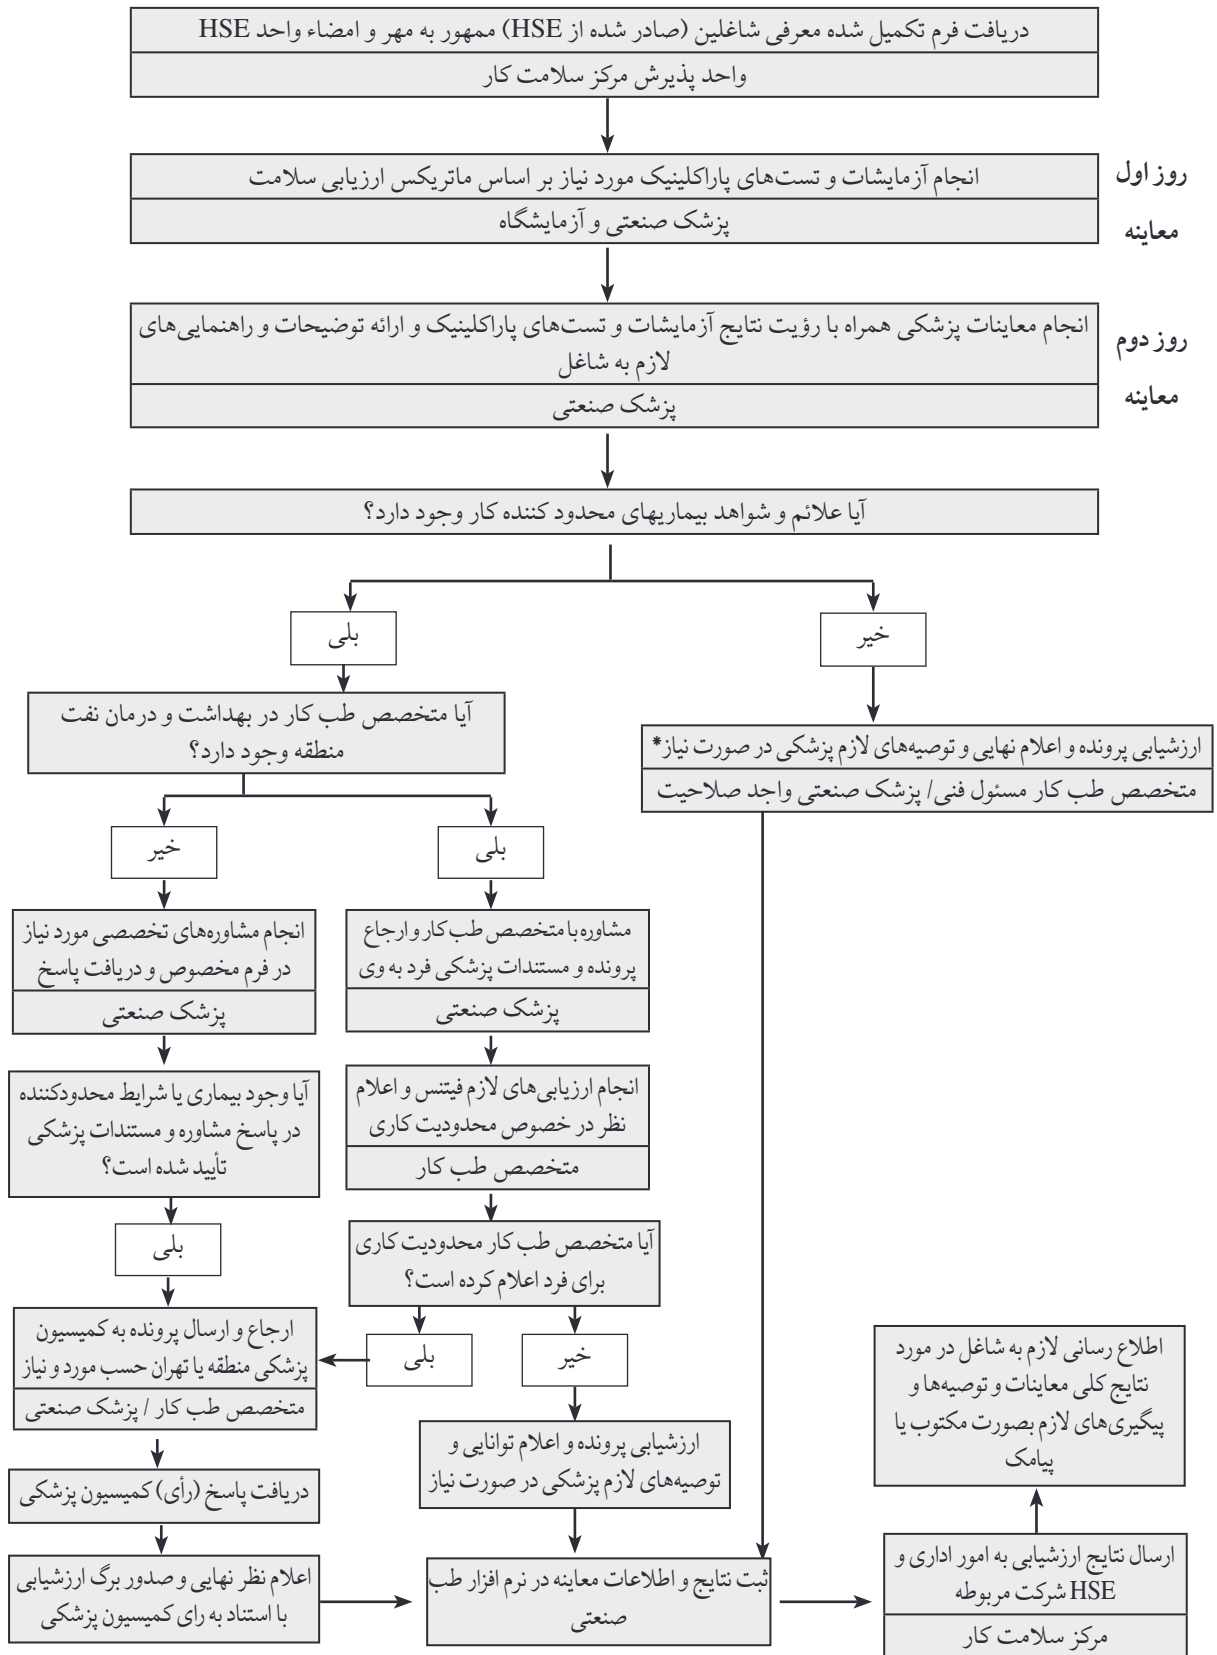 دریافت فرم تکمیل شده معرفی شاغلین (صادر شده از HSE) ممهور به مهر و امضاء واحد HSE
واحد پذیرش مرکز سلامت کار
روز اول
معاینه
انجام آزمایشات و تست‌های پاراکلینیک مورد نیاز بر اساس ماتریکس ارزیابی سلامت
پزشک صنعتی و آزمایشگاه
روز دوم
معاینه
انجام معاینات پزشکی همراه با رؤیت نتایج آزمایشات و تست‌های پاراکلینیک و ارائه توضیحات و راهنمایی‌های
لازم به شاغل
پزشک صنعتی
آیا علائم و شواهد بیماریهای محدود کننده کار وجود دارد؟
خیر
بلی
ارزشیابی پرونده و اعلام نهایی و توصیه‌های لازم پزشکی در صورت نیاز*
متخصص طب کار مسئول فنی/ پزشک صنعتی واجد صلاحیت
آیا متخصص طب کار در بهداشت و درمان نفت
منطقه وجود دارد؟
بلی
خیر
مشاوره با متخصص طب کار و ارجاع
پرونده و مستندات پزشکی فرد به وی
پزشک صنعتی
انجام مشاوره‌های تخصصی مورد نیاز
در فرم مخصوص و دریافت پاسخ
پزشک صنعتی
انجام ارزیابی‌های لازم فیتنس و اعلام
نظر در خصوص محدودیت کاری
متخصص طب کار
آیا وجود بیماری یا شرایط محدودکننده
در پاسخ مشاوره و مستندات پزشکی
تأیید شده است؟
آیا متخصص طب کار محدودیت کاری
برای فرد اعلام کرده است؟
بلی
خیر
بلی
ارجاع و ارسال پرونده به کمیسیون
پزشکی منطقه یا تهران حسب مورد و نیاز
متخصص طب کار / پزشک صنعتی
ارزشیابی پرونده و اعلام توانایی و
توصیه‌های لازم پزشکی در صورت نیاز
دریافت پاسخ (رأی) کمیسیون پزشکی
اعلام نظر نهایی و صدور برگ ارزشیابی
با استناد به رای کمیسیون پزشکی
ثبت نتایج و اطلاعات معاینه در نرم افزار طب
صنعتی
ارسال نتایج ارزشیابی به امور اداری و
HSE شرکت مربوطه
مرکز سلامت کار
اطلاع رسانی لازم به شاغل در مورد
نتایج کلی معاینات و توصیه‌ها و
پیگیری‌های لازم بصورت مکتوب یا
پیامک